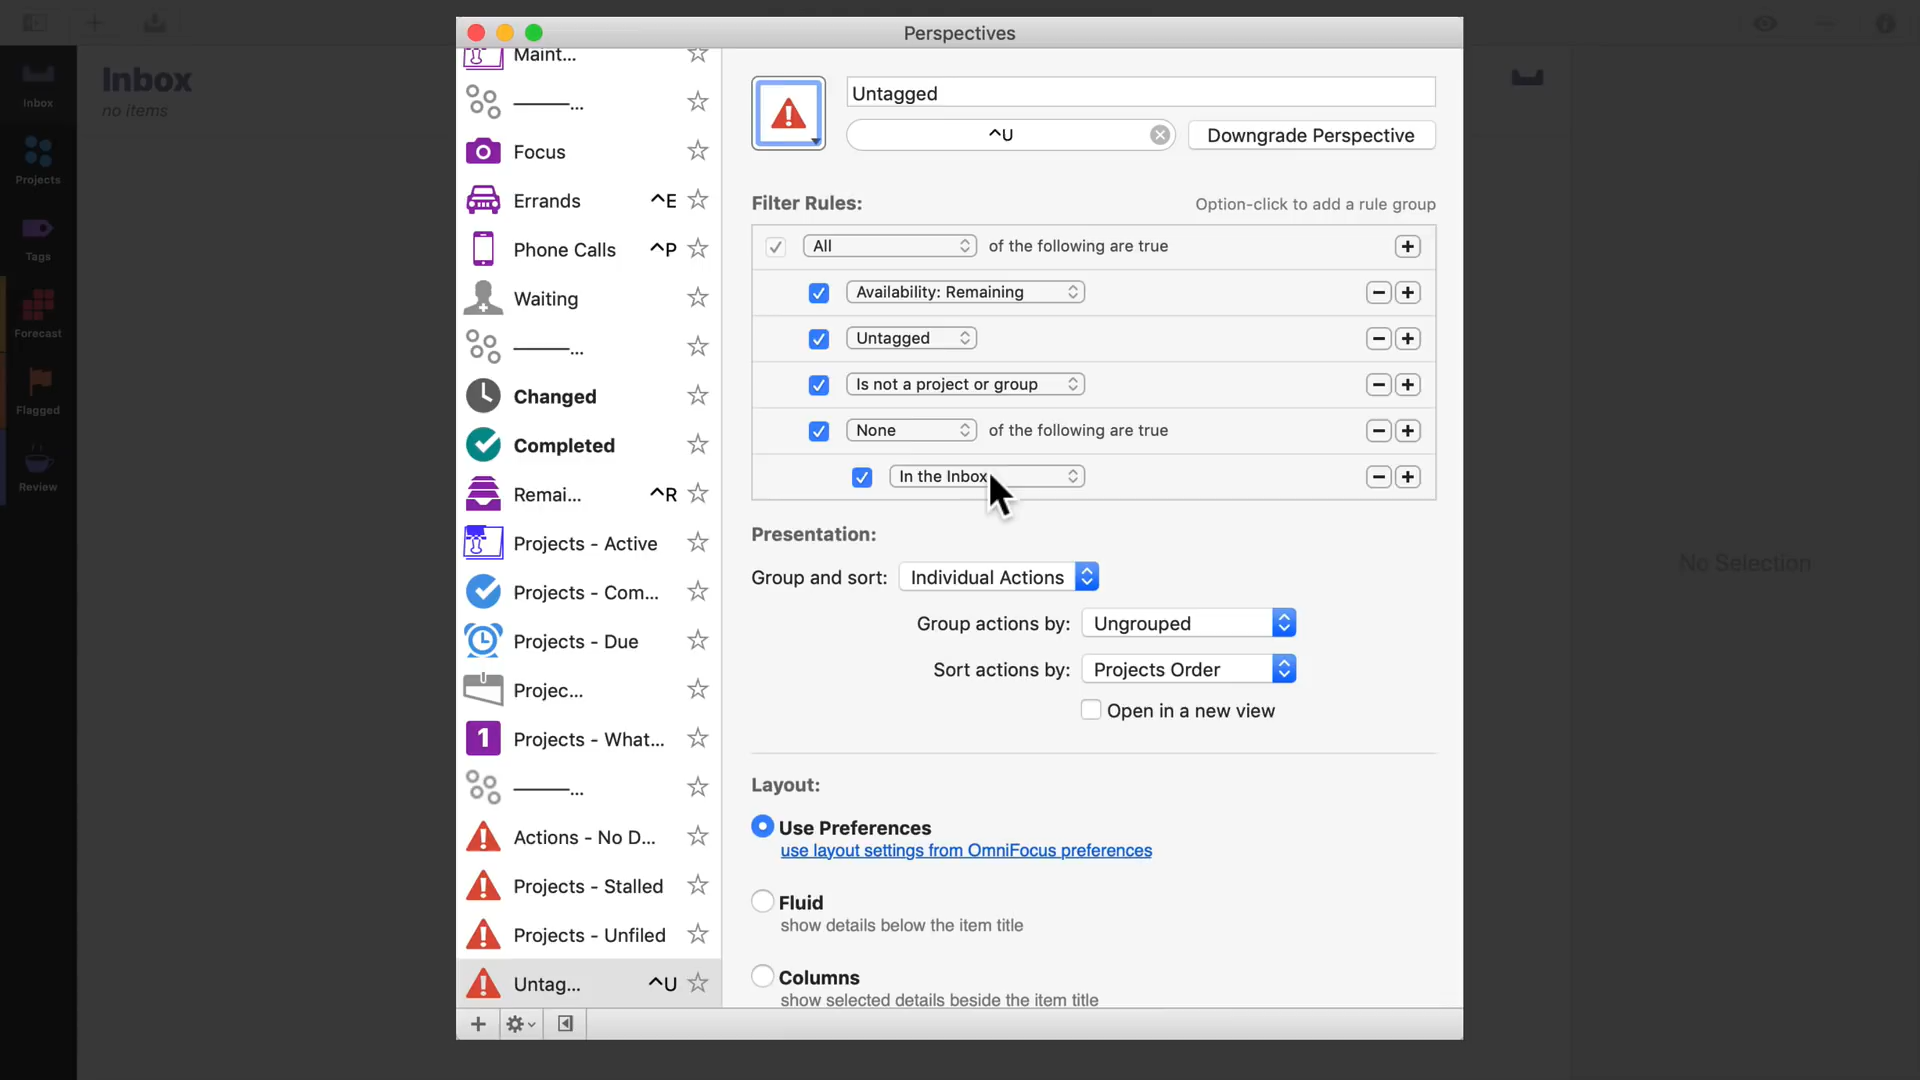 Perspectives
Inbox
no items
Inbox
Projects
Tags
Forecast
Flagged
Review
Maint...
———...
Focus
Errands ^E
Phone Calls ^P
Waiting
———...
Changed
Completed
Remai... ^R
Projects - Active
Projects - Com...
Projects - Due
Projec...
1 Projects - What...
———...
Actions - No D...
Projects - Stalled
Projects - Unfiled
Untag... ^U
Untagged
^U Downgrade Perspective
Filter Rules: Option-click to add a rule group
All of the following are true
Availability: Remaining
Untagged
Is not a project or group
None of the following are true
In the Inbox
Presentation:
Group and sort: Individual Actions
Group actions by: Ungrouped
Sort actions by: Projects Order
Open in a new view
Layout:
Use Preferences
use layout settings from OmniFocus preferences
Fluid
show details below the item title
Columns
show selected details beside the item title
No Selection